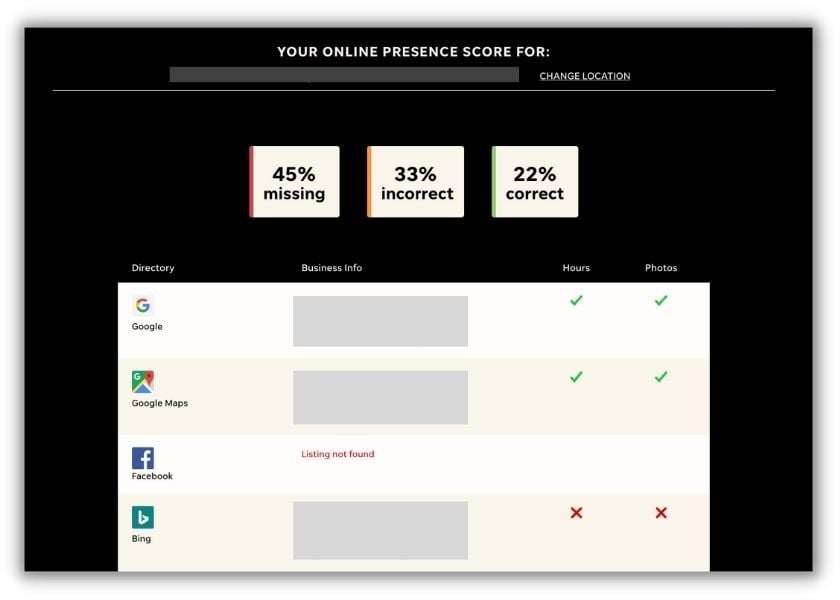 YOUR ONLINE PRESENCE SCORE FOR:
CHANGE LOCATION
45% missing
33% incorrect
22% correct
Directory Business Info Hours Photos
Google
Google Maps
Listing not found
Facebook
Bing